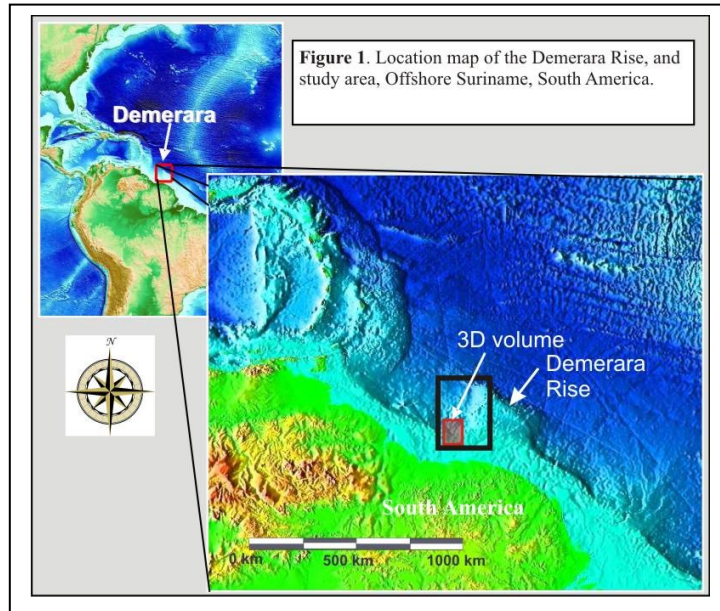 Figure 1. Location map of the Demerara Rise, and
study area, Offshore Suriname, South America.
Demerara
N
3D volume
Demerara
Rise
South America
0 km
500 km
1000 km